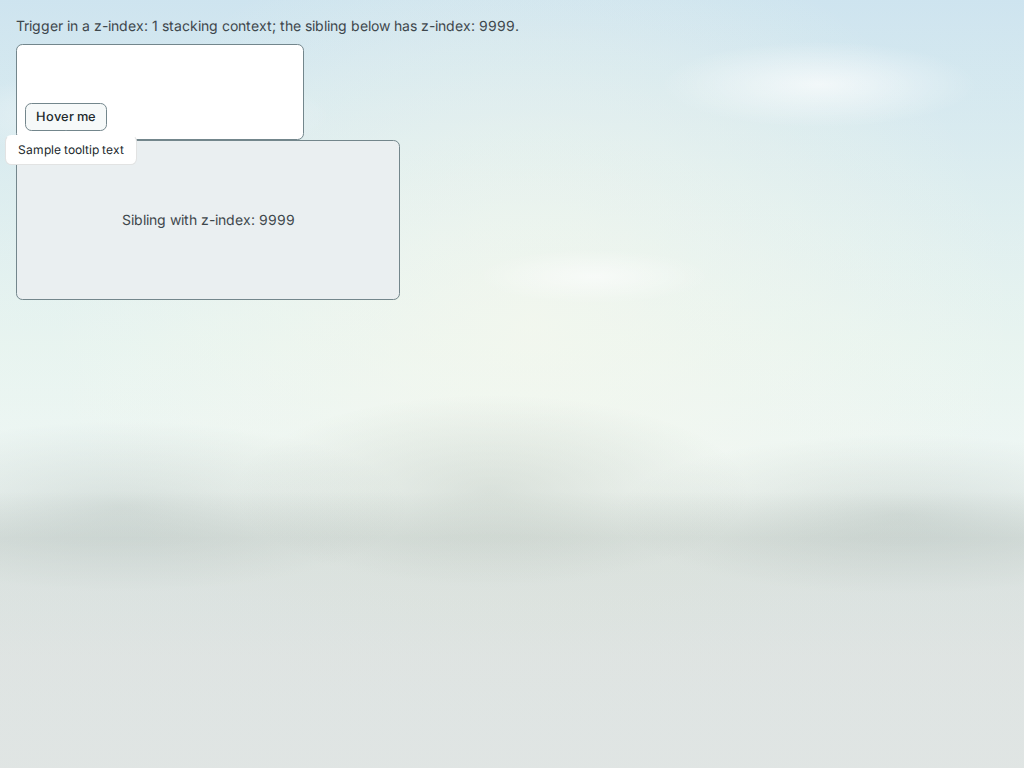 Trigger in a z-index: 1 stacking context; the sibling below has z-index: 9999.
Hover me
Sample tooltip text
Sibling with z-index: 9999